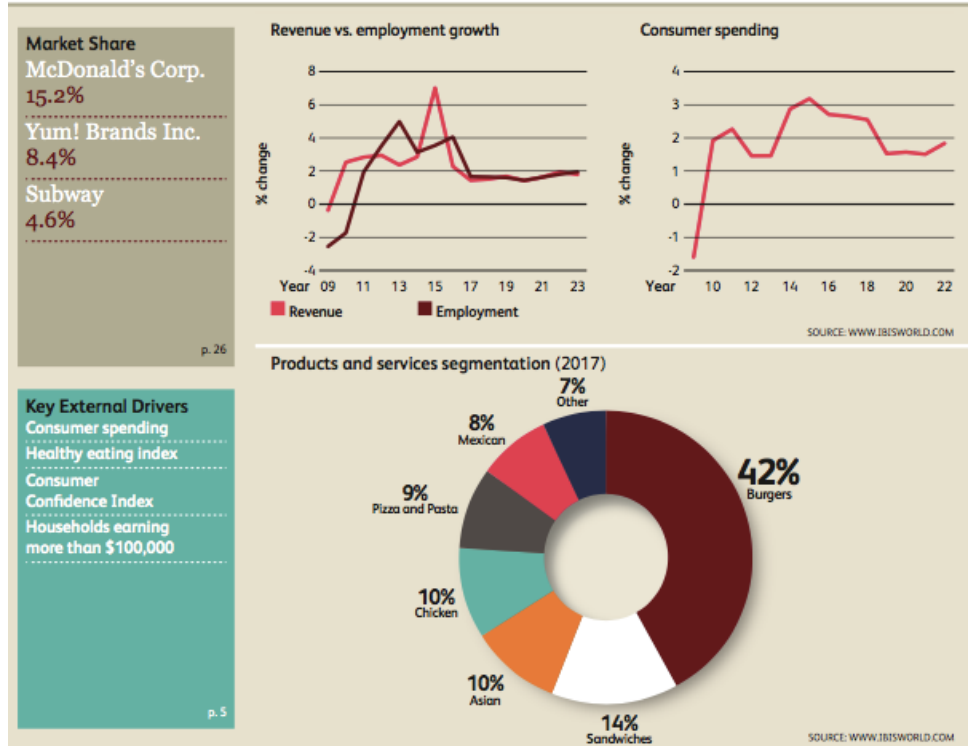 Market Share
McDonald's Corp.
15.2%
Yum! Brands Inc.
8.4%
Subway
4.6%
p. 26
Key External Drivers
Consumer spending
Healthy eating index
Consumer
Confidence Index
Households earning
more than $100,000
p. 5
Revenue vs. employment growth
8
6
4
2
0
-2
-4
% change
Year 09 11 13 15 17 19 21 23
Revenue Employment
Consumer spending
4
3
2
1
0
-1
-2
% change
Year 10 12 14 16 18 20 22
SOURCE: WWW.IBISWORLD.COM
Products and services segmentation (2017)
7%
Other
8%
Mexican
9%
Pizza and Pasta
10%
Chicken
10%
Asian
14%
Sandwiches
42%
Burgers
SOURCE: WWW.IBISWORLD.COM